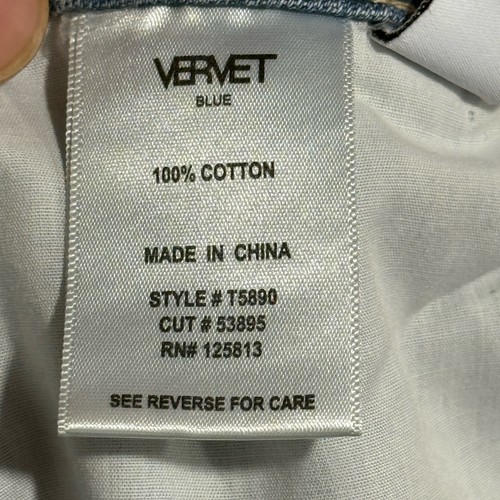 VERVET
BLUE
100% COTTON
MADE IN CHINA
STYLE # T5890
CUT # 53895
RN# 125813
SEE REVERSE FOR CARE